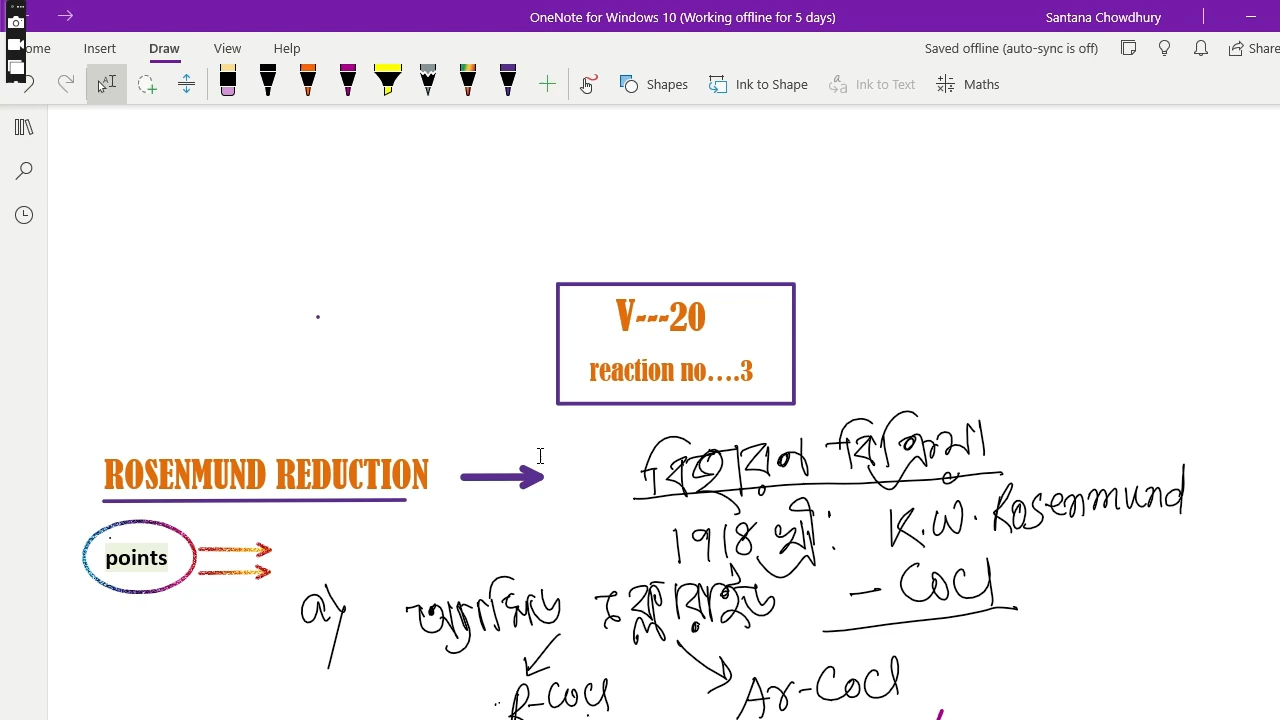 OneNote for Windows 10 (Working offline for 5 days)
Santana Chowdhury
ome Insert Draw View Help
Saved offline (auto-sync is off)
Share
Shapes
Ink to Shape
Ink to Text
Maths
V---20
reaction no....3
ROSENMUND REDUCTION
বিজারণ বিক্রিয়া
1918 খ্রী: K.W. Rosenmund
points
a) অ্যাসিড ক্লোরাইড - COCl
R-COCl Ar-COCl